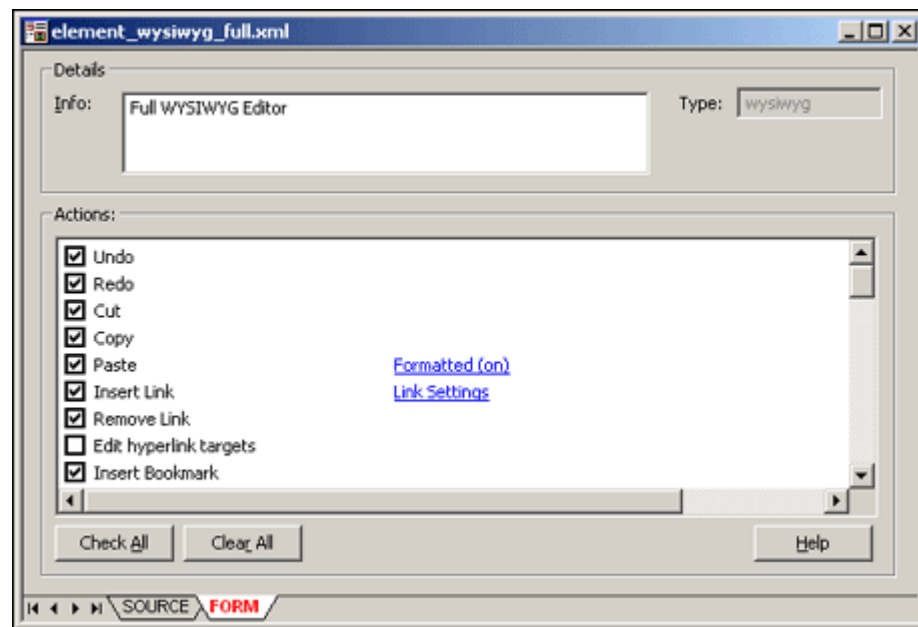 element_wysiwyg_full.xml
Details
Info:
Full WYSIWYG Editor
Type:
wysiwyg
Actions:
Undo
Redo
Cut
Copy
Paste Formatted (on)
Insert Link Link Settings
Remove Link
Edit hyperlink targets
Insert Bookmark
Check All Clear All Help
SOURCE FORM